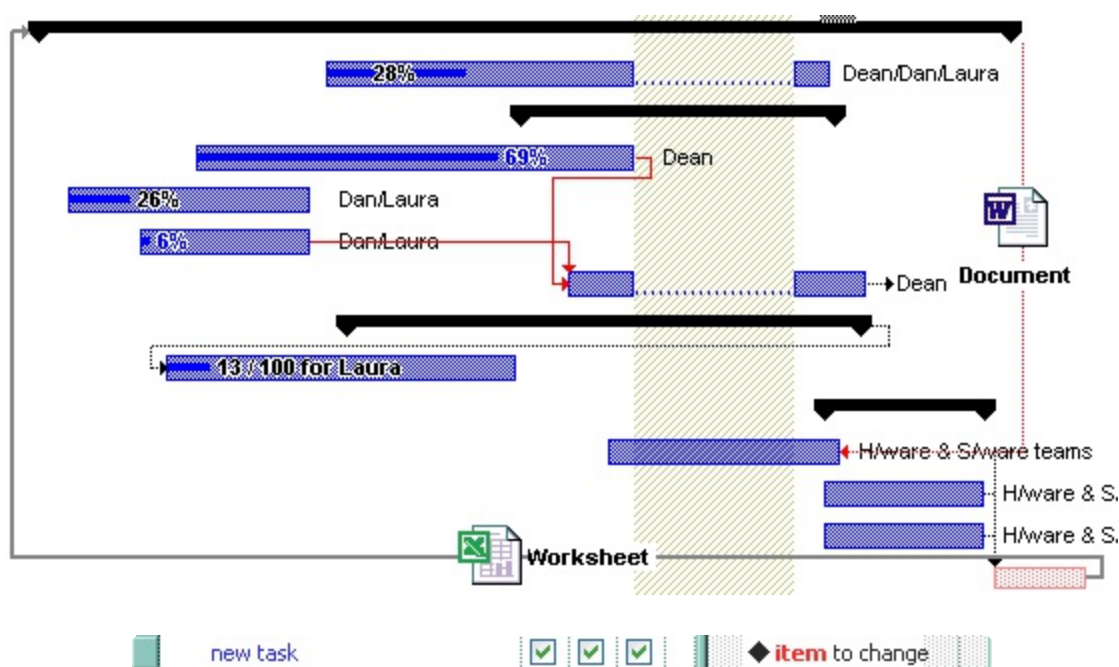 28% Dean/Dan/Laura
69% Dean
26% Dan/Laura
6% Dan/Laura
Dean
W
Document
13 / 100 for Laura
H/ware & S/ware teams
H/ware & S.
H/ware & S.
X
Worksheet
new task
item to change